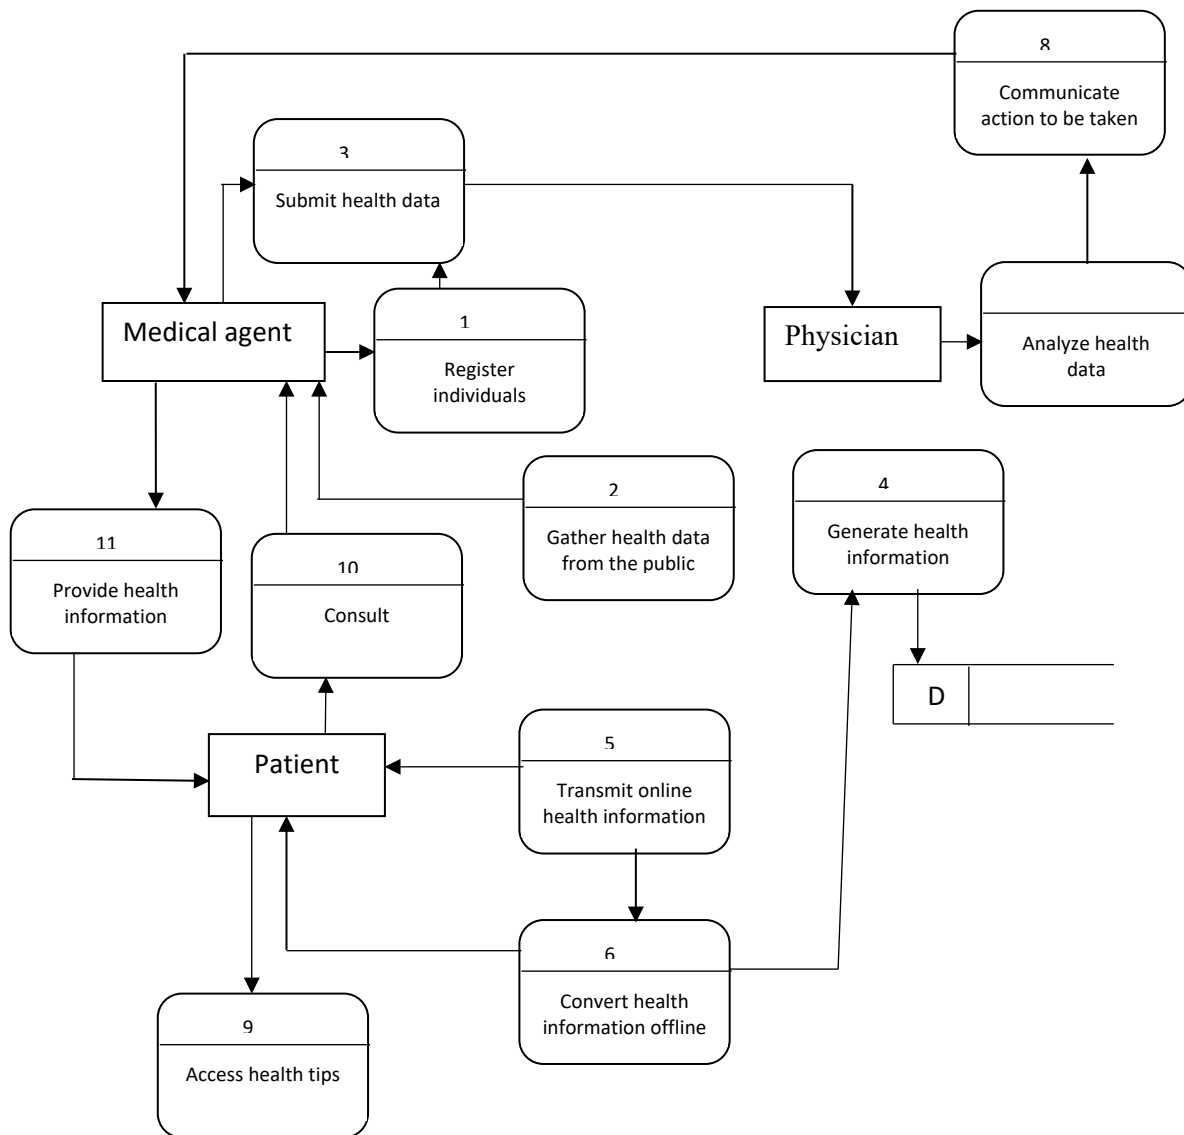 8
Communicate
action to be taken
3
Submit health data
Medical agent
1
Register
individuals
Physician
Analyze health
data
2
Gather health data
from the public
4
Generate health
information
11
Provide health
information
10
Consult
D
Patient
5
Transmit online
health information
6
Convert health
information offline
9
Access health tips